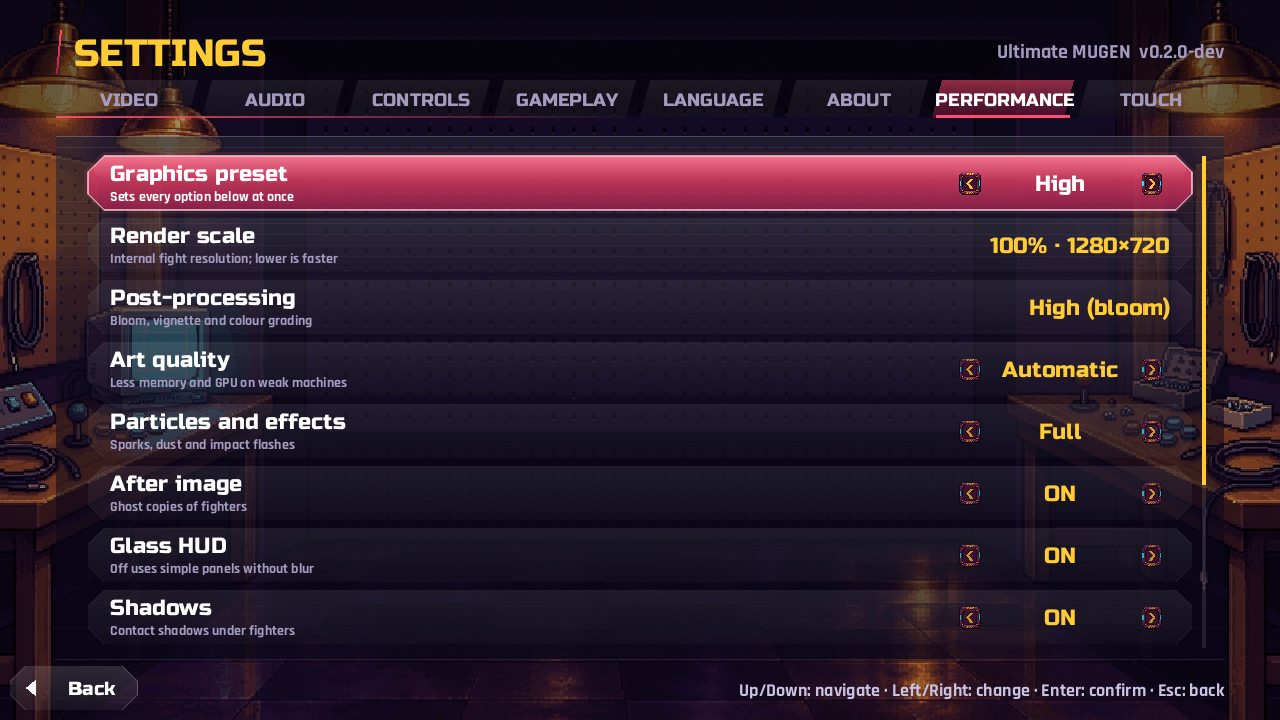 SETTINGS
Ultimate MUGEN v0.2.0-dev
VIDEO AUDIO CONTROLS GAMEPLAY LANGUAGE ABOUT PERFORMANCE TOUCH
Graphics preset
Sets every option below at once
High
Render scale
Internal fight resolution; lower is faster
100% · 1280×720
Post-processing
Bloom, vignette and colour grading
High (bloom)
Art quality
Less memory and GPU on weak machines
Automatic
Particles and effects
Sparks, dust and impact flashes
Full
After image
Ghost copies of fighters
ON
Glass HUD
Off uses simple panels without blur
ON
Shadows
Contact shadows under fighters
ON
Back
Up/Down: navigate · Left/Right: change · Enter: confirm · Esc: back